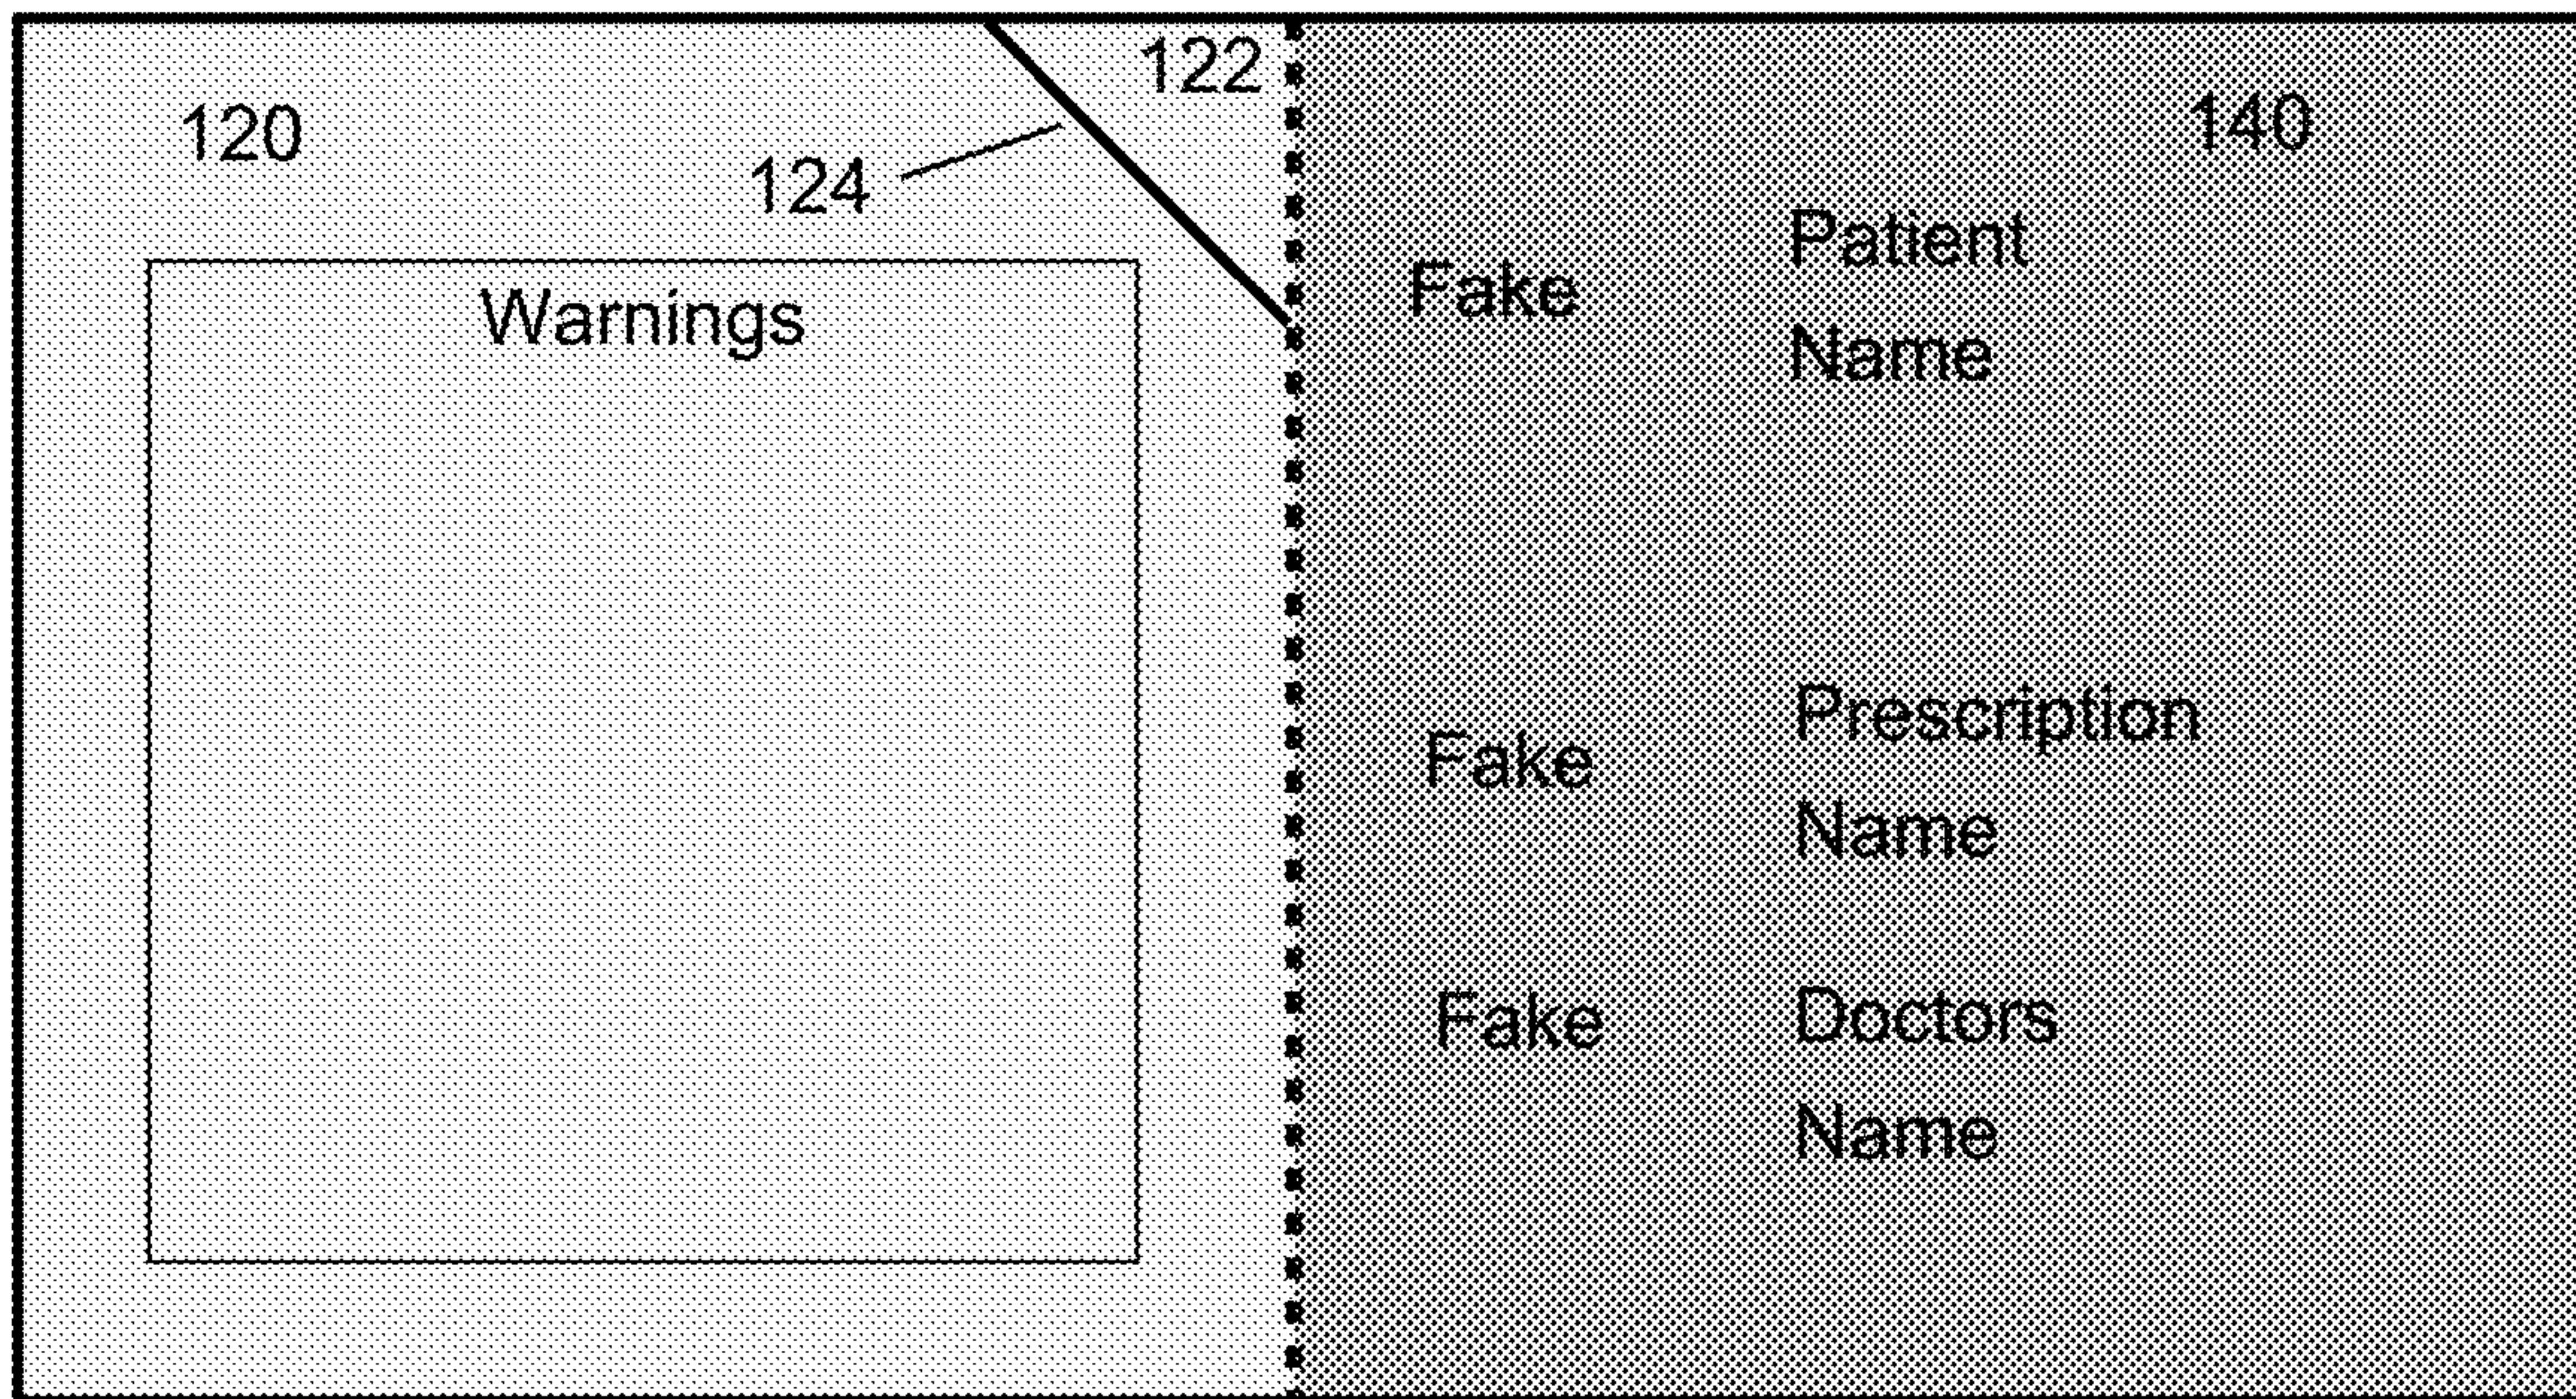 120
124
122
Warnings
140
Fake
Patient
Name
Fake
Prescription
Name
Fake
Doctors
Name